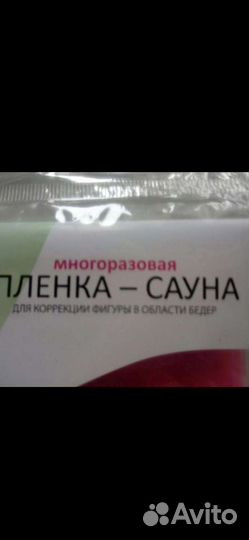 многоразовая
ПЛЕНКА – САУНА
ДЛЯ КОРРЕКЦИИ ФИГУРЫ В ОБЛАСТИ БЕДЕР
Avito